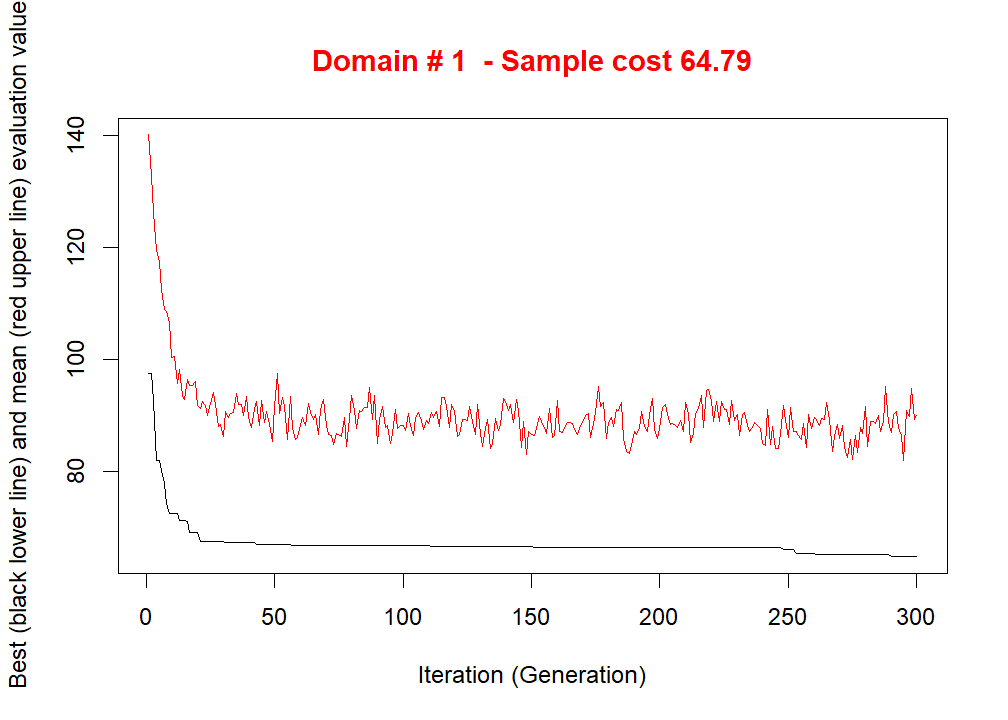 Domain # 1  - Sample cost 64.79
Best (black lower line) and mean (red upper line) evaluation value
140
120
100
80
0 50 100 150 200 250 300
Iteration (Generation)